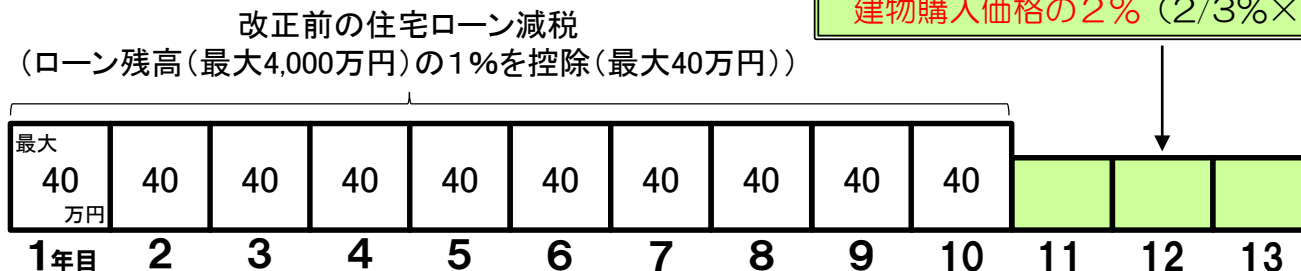 建物購入価格の2%（2/3%×
改正前の住宅ローン減税
（ローン残高（最大4,000万円）の１％を控除（最大40万円））
最大
40 40 40 40 40 40 40 40 40 40
万円
1年目 2 3 4 5 6 7 8 9 10 11 12 13